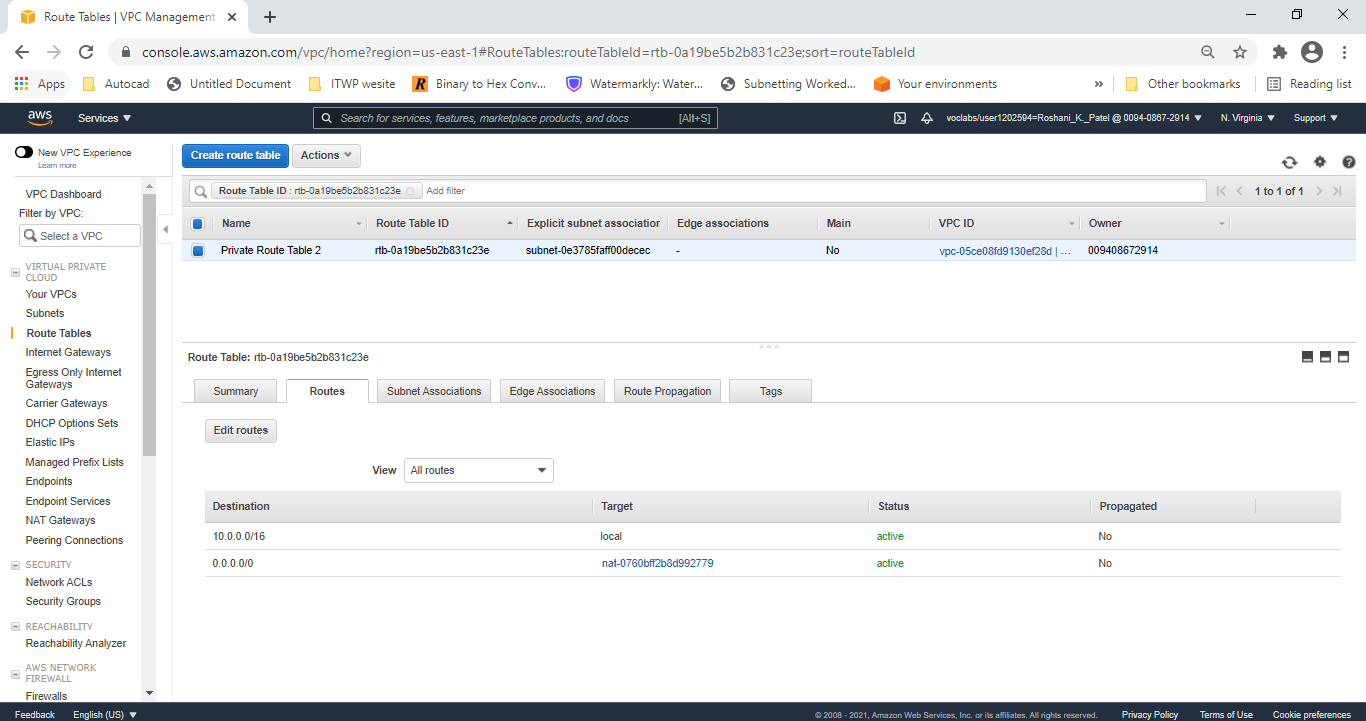 Route Tables | VPC Management
console.aws.amazon.com/vpc/home?region=us-east-1#RouteTables:routeTableId=rtb-0a19be5b2b831c23e;sort=routeTableId
Apps Autocad Untitled Document ITWP wesite R Binary to Hex Conv... Watermarkly: Water... Subnetting Worked... Your environments » Other bookmarks Reading list
aws Services Search for services, features, marketplace products, and docs [Alt+S] voclabs/user1202594=Roshani_K._Patel @ 0094-0867-2914 N. Virginia Support
New VPC Experience
Learn more
VPC Dashboard
Filter by VPC:
Select a VPC
VIRTUAL PRIVATE
CLOUD
Your VPCs
Subnets
Route Tables
Internet Gateways
Egress Only Internet
Gateways
Carrier Gateways
DHCP Options Sets
Elastic IPs
Managed Prefix Lists
Endpoints
Endpoint Services
NAT Gateways
Peering Connections
SECURITY
Network ACLs
Security Groups
REACHABILITY
Reachability Analyzer
AWS NETWORK
FIREWALL
Firewalls
Create route table Actions
Route Table ID : rtb-0a19be5b2b831c23e Add filter 1 to 1 of 1
Name Route Table ID Explicit subnet association Edge associations Main VPC ID Owner
Private Route Table 2 rtb-0a19be5b2b831c23e subnet-0e3785faff00decec - No vpc-05ce08fd9130ef28d | ... 009408672914
Route Table: rtb-0a19be5b2b831c23e
Summary Routes Subnet Associations Edge Associations Route Propagation Tags
Edit routes
View All routes
Destination Target Status Propagated
10.0.0.0/16 local active No
0.0.0.0/0 nat-0760bff2b8d992779 active No
Feedback English (US) © 2008 - 2021, Amazon Web Services, Inc. or its affiliates. All rights reserved. Privacy Policy Terms of Use Cookie preferences